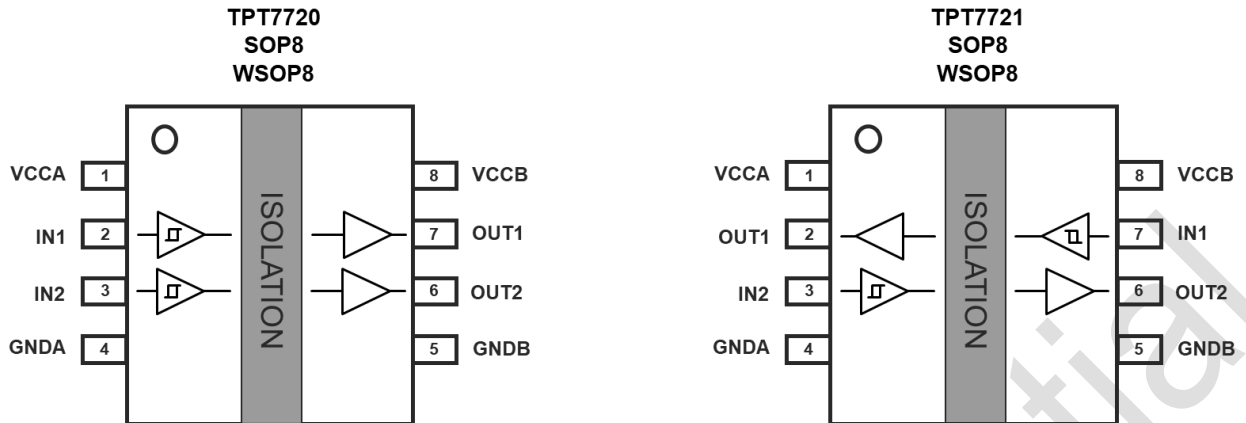 TPT7720
SOP8
WSOP8
VCCA 1 ISOLATION 8 VCCB
IN1 2 7 OUT1
IN2 3 6 OUT2
GNDA 4 5 GNDB
TPT7721
SOP8
WSOP8
VCCA 1 ISOLATION 8 VCCB
OUT1 2 7 IN1
IN2 3 6 OUT2
GNDA 4 5 GNDB
tial